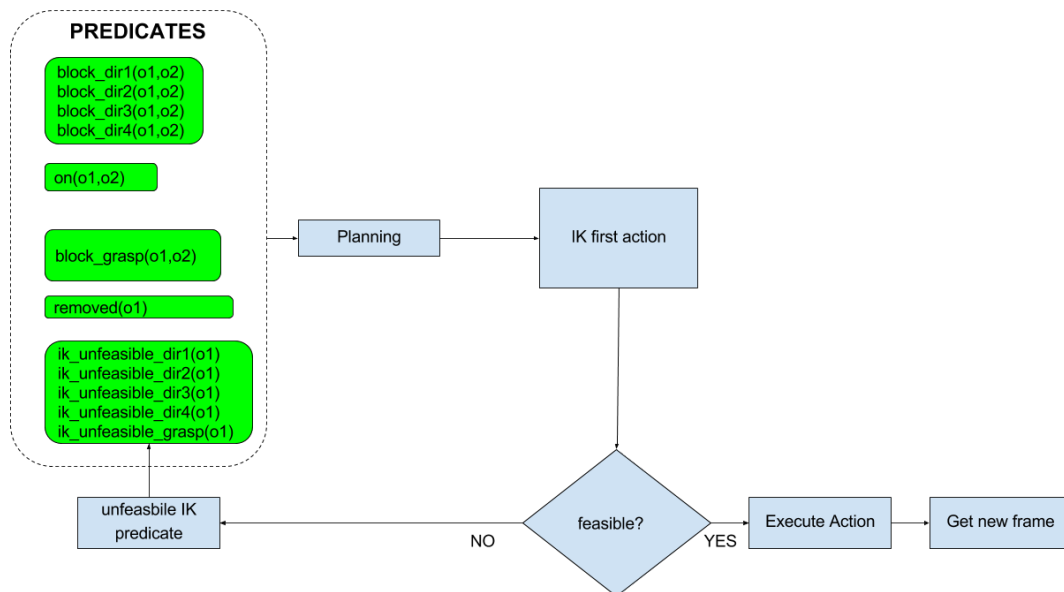 PREDICATES
block_dir1(o1,o2)
block_dir2(o1,o2)
block_dir3(o1,o2)
block_dir4(o1,o2)
on(o1,o2)
block_grasp(o1,o2)
removed(o1)
ik_unfeasible_dir1(o1)
ik_unfeasible_dir2(o1)
ik_unfeasible_dir3(o1)
ik_unfeasible_dir4(o1)
ik_unfeasible_grasp(o1)
Planning
IK first action
unfeasbile IK
predicate
NO
feasible?
YES
Execute Action
Get new frame